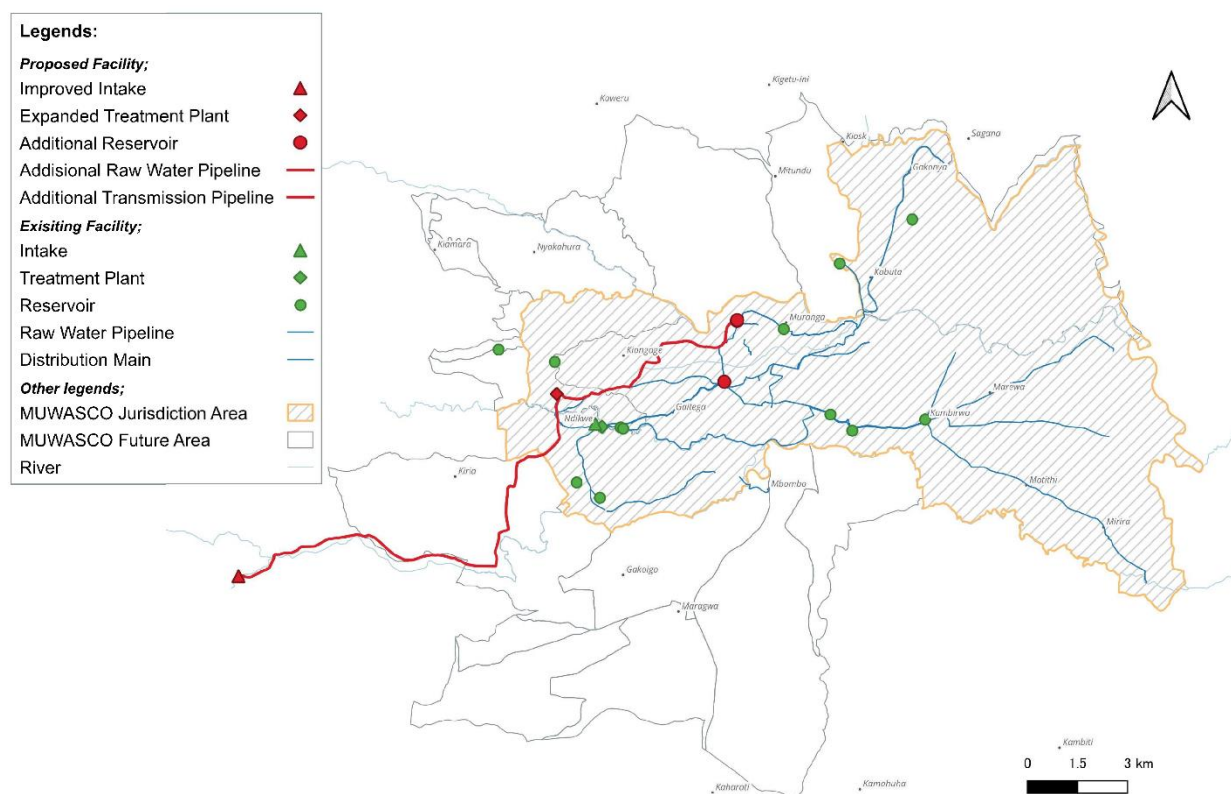 Legends:
Proposed Facility;
Improved Intake
Expanded Treatment Plant
Additional Reservoir
Addisional Raw Water Pipeline
Additional Transmission Pipeline
Exisiting Facility;
Intake
Treatment Plant
Reservoir
Raw Water Pipeline
Distribution Main
Other legends;
MUWASCO Jurisdiction Area
MUWASCO Future Area
River
Kigetu-ini
Kaweru
Kiosk
Sagana
Gaknnya
Mitundu
Kiamara
Nyakahura
Kabuta
Muranga
Kiangage
Marewa
Gaitega
Ndikwe
Kambirwa
Kiria
Mbombo
Matithi
Mirira
Gakoigo
Maragwa
Kambiti
0 1.5 3 km
Kaharati
Kamahuha